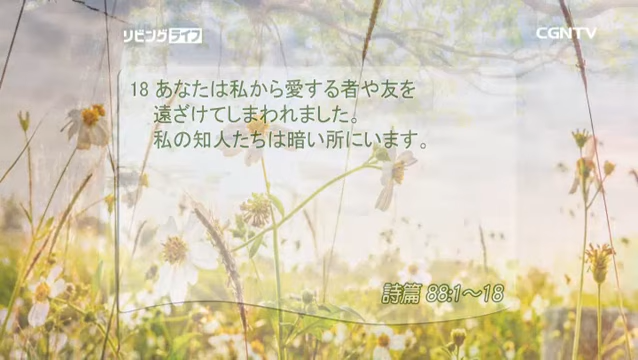 リビングライフ
CGNTV
18 あなたは私から愛する者や友を
遠ざけてしまわれました。
私の知人たちは暗い所にいます。
詩篇 88:1～18